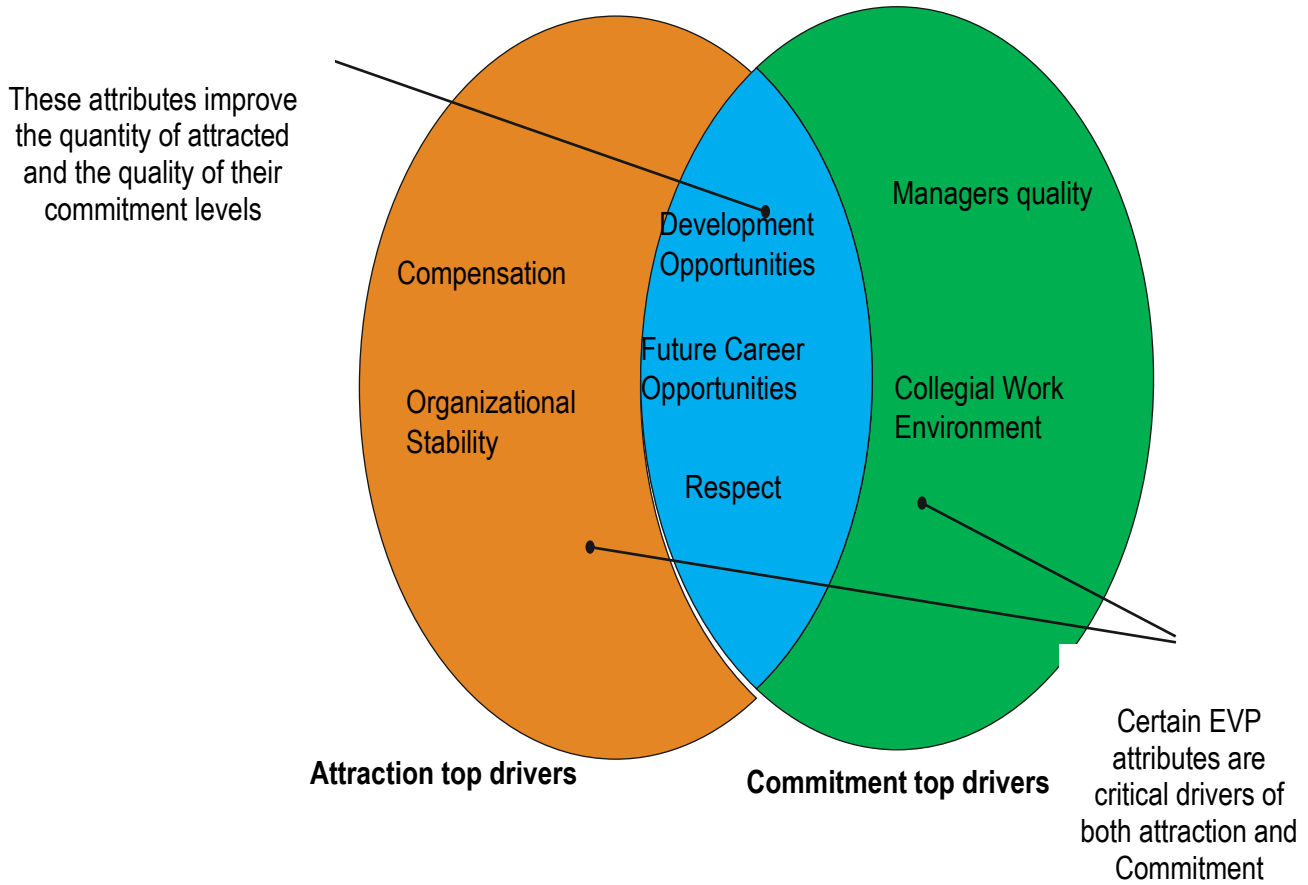 These attributes improve
the quantity of attracted
and the quality of their
commitment levels
Compensation
Organizational
Stability
Development
Opportunities
Future Career
Opportunities
Respect
Managers quality
Collegial Work
Environment
Attraction top drivers
Commitment top drivers
Certain EVP
attributes are
critical drivers of
both attraction and
Commitment